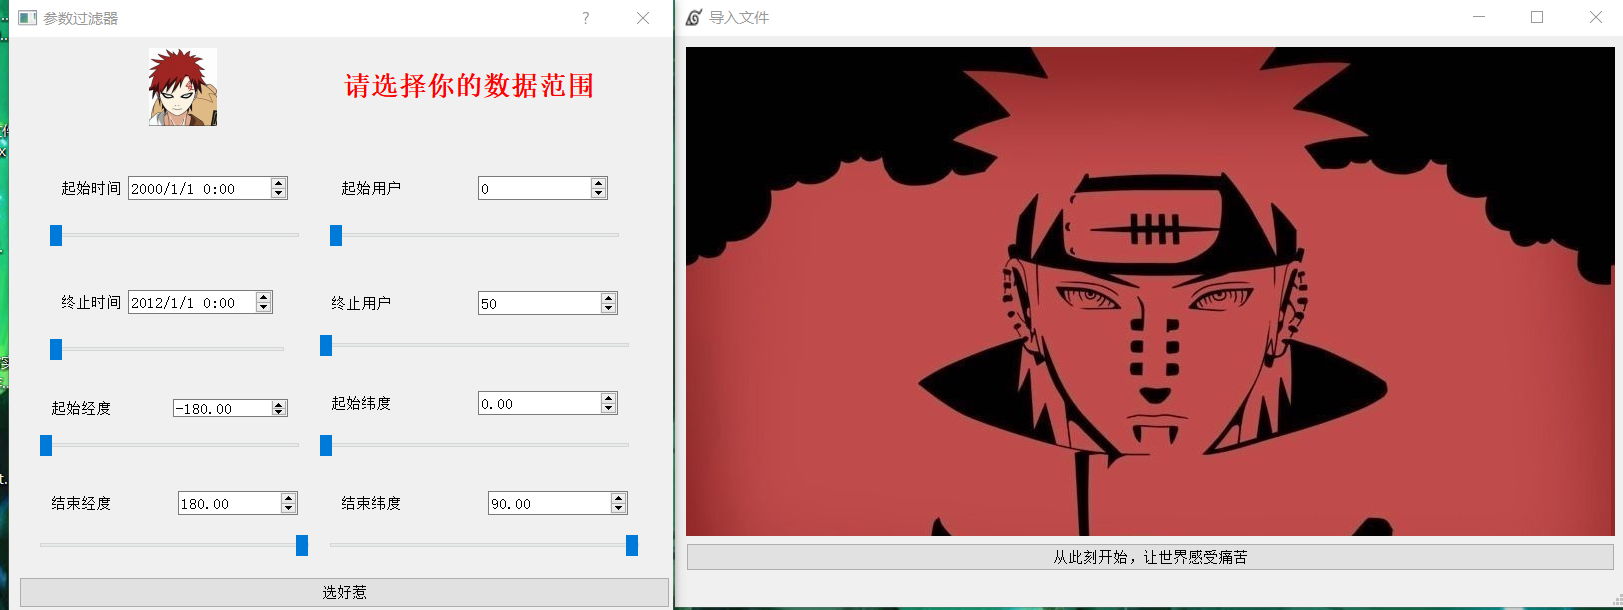 参数过滤器
请选择你的数据范围
起始时间 2000/1/1 0:00 起始用户 0
终止时间 2012/1/1 0:00 终止用户 50
起始经度 -180.00 起始纬度 0.00
结束经度 180.00 结束纬度 90.00
选好惹
导入文件
从此刻开始，让世界感受痛苦